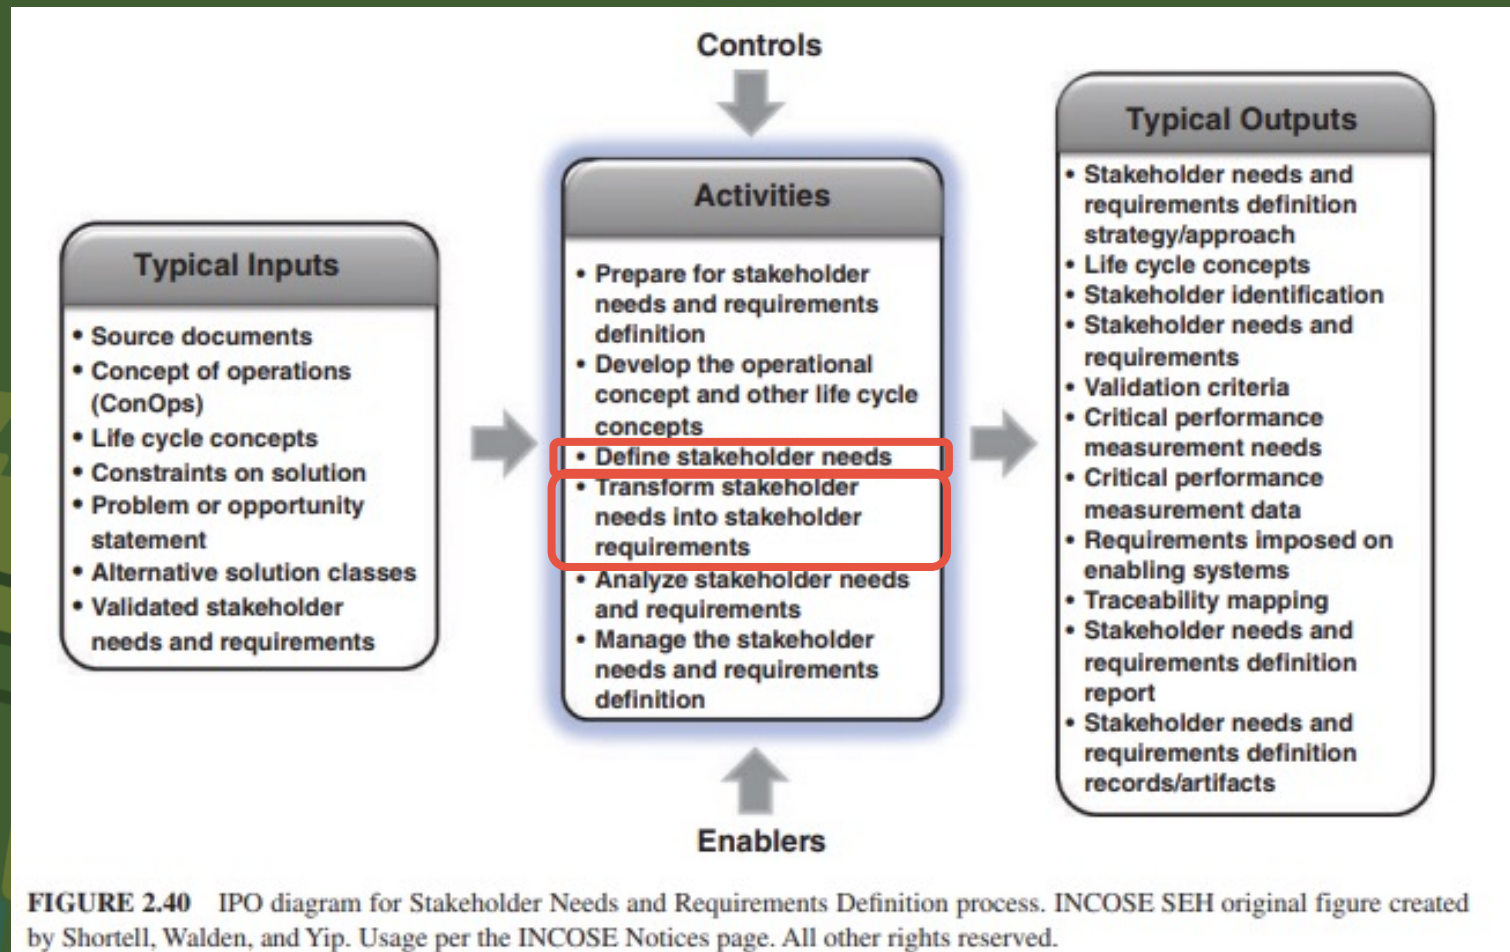 Controls
Typical Inputs
• Source documents
• Concept of operations
(ConOps)
• Life cycle concepts
• Constraints on solution
• Problem or opportunity
statement
• Alternative solution classes
• Validated stakeholder
needs and requirements
Activities
• Prepare for stakeholder
needs and requirements
definition
• Develop the operational
concept and other life cycle
concepts
• Define stakeholder needs
• Transform stakeholder
needs into stakeholder
requirements
• Analyze stakeholder needs
and requirements
• Manage the stakeholder
needs and requirements
definition
Typical Outputs
• Stakeholder needs and
requirements definition
strategy/approach
• Life cycle concepts
• Stakeholder identification
• Stakeholder needs and
requirements
• Validation criteria
• Critical performance
measurement needs
• Critical performance
measurement data
• Requirements imposed on
enabling systems
• Traceability mapping
• Stakeholder needs and
requirements definition
report
• Stakeholder needs and
requirements definition
records/artifacts
Enablers
FIGURE 2.40 IPO diagram for Stakeholder Needs and Requirements Definition process. INCOSE SEH original figure created
by Shortell, Walden, and Yip. Usage per the INCOSE Notices page. All other rights reserved.